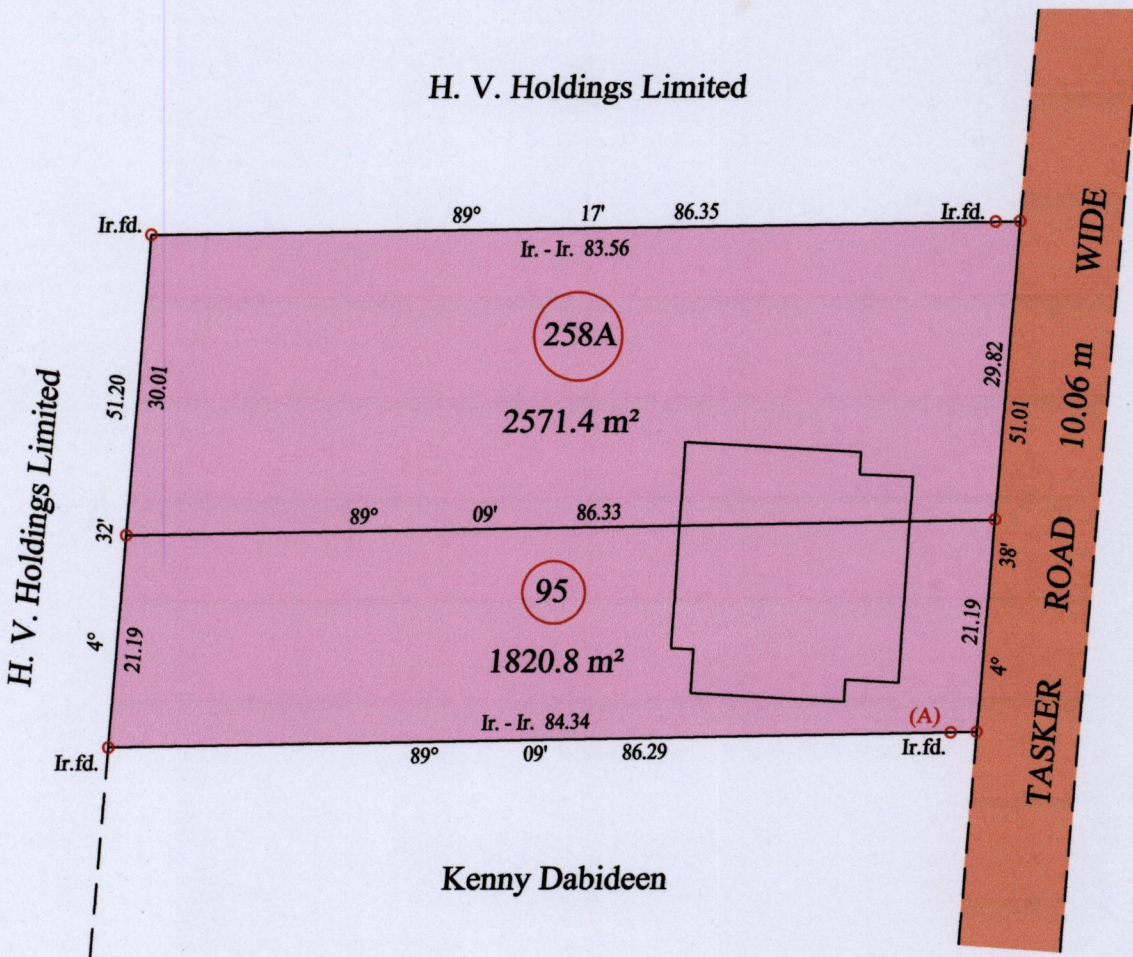 H. V. Holdings Limited
Ir.fd.
89° 17' 86.35
Ir.fd.
Ir. - Ir. 83.56
258A
2571.4 m²
51.20
30.01
29.82
51.01
H. V. Holdings Limited
32'
89° 09' 86.33
38'
95
4°
21.19
21.19
4°
1820.8 m²
Ir. - Ir. 84.34
(A)
Ir.fd.
89° 09' 86.29
Ir.fd.
TASKER ROAD 10.06 m WIDE
Kenny Dabideen